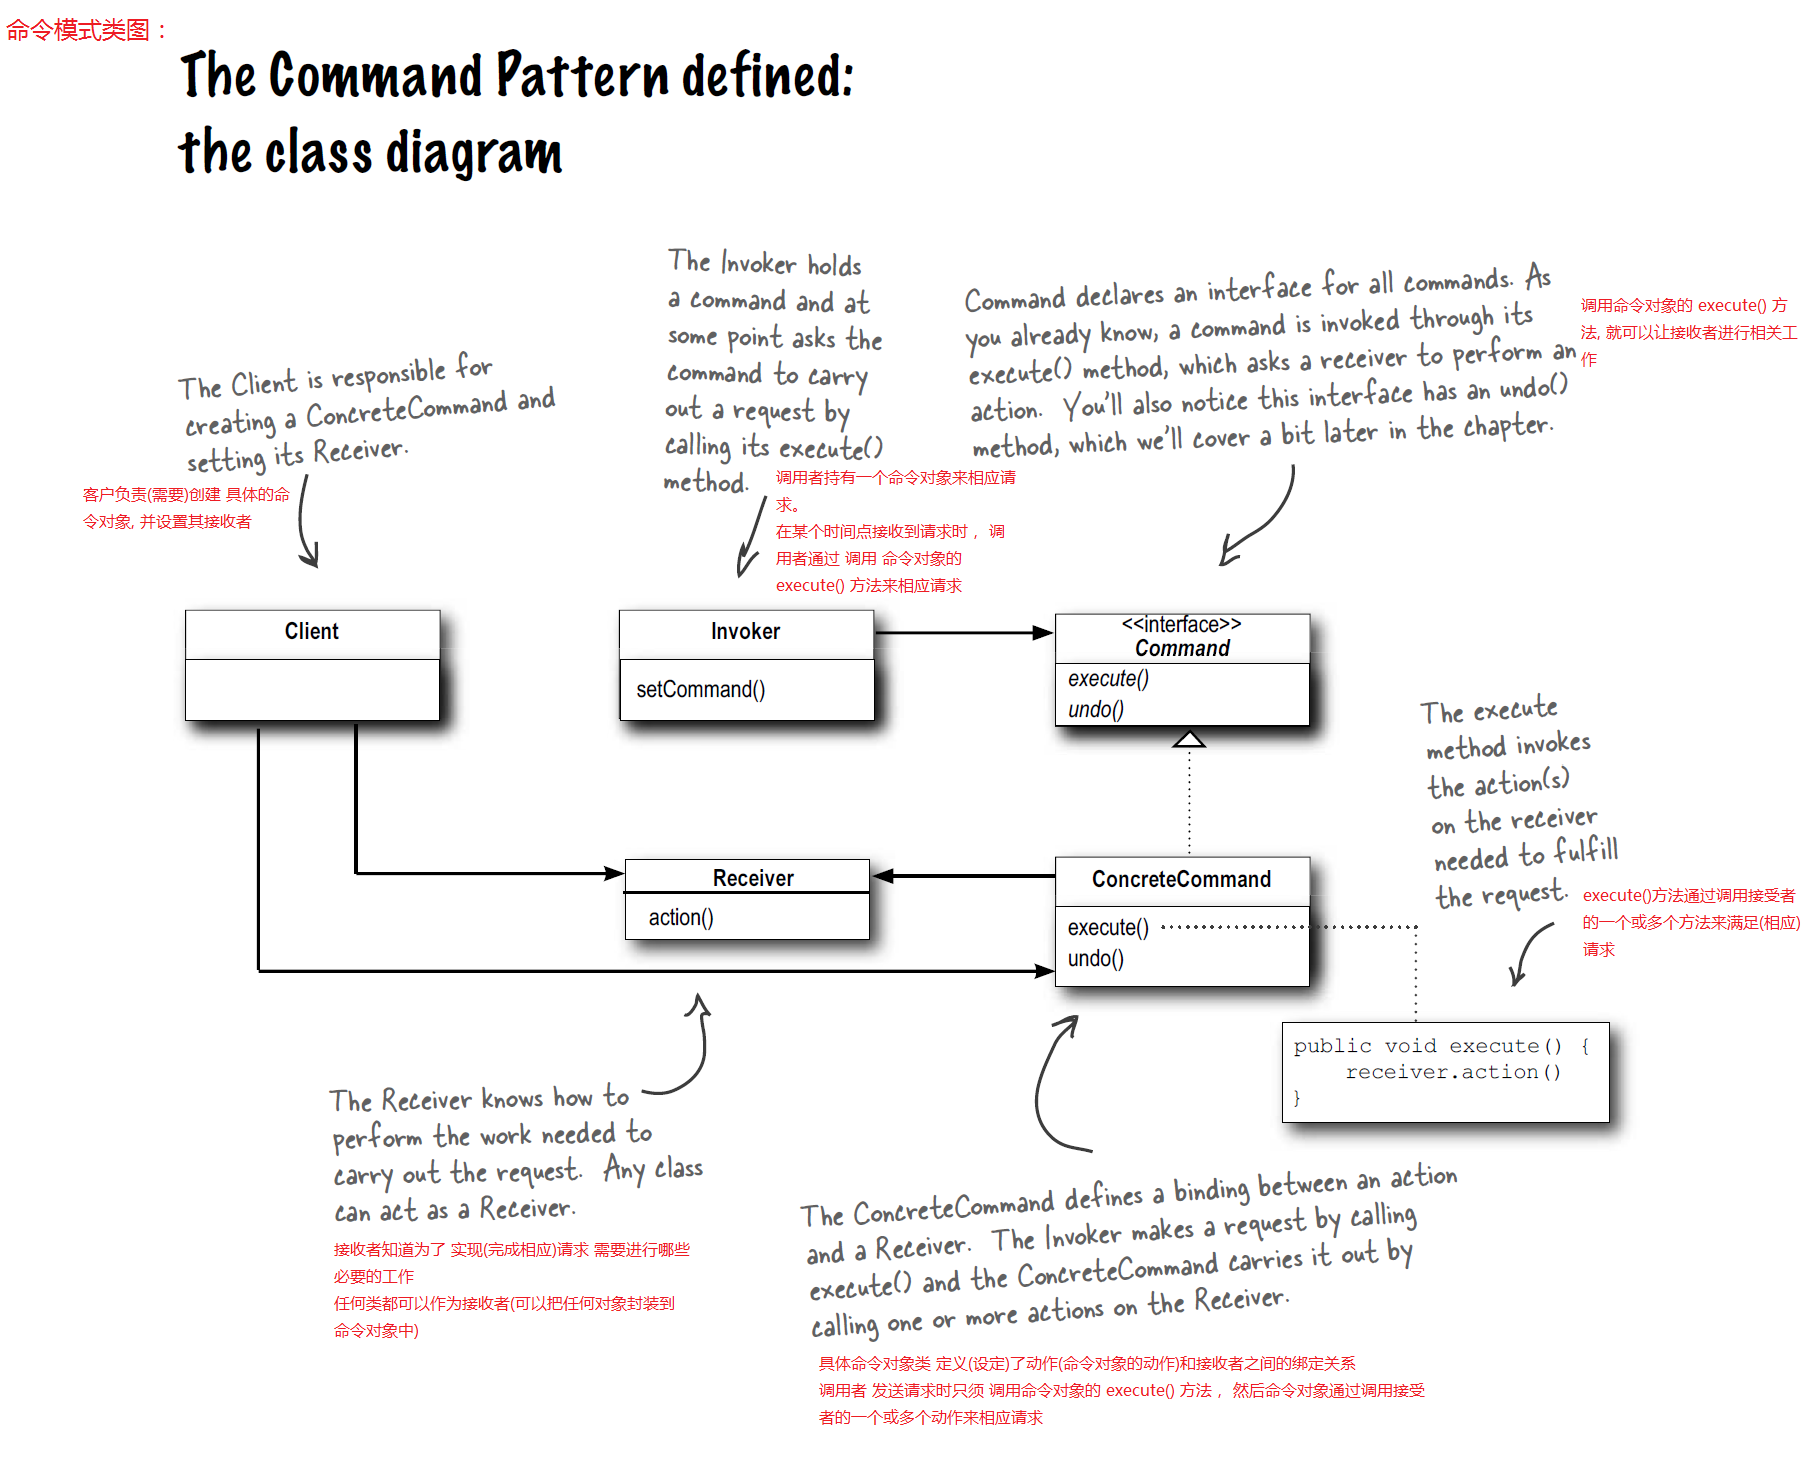 命令模式类图：
The Command Pattern defined:
the class diagram
The Client is responsible for
creating a ConcreteCommand and
setting its Receiver.
客户负责(需要)创建 具体的命
令对象, 并设置其接收者
The Invoker holds
a command and at
some point asks the
command to carry
out a request by
calling its execute()
method.
调用者持有一个命令对象来相应请
求。
在某个时间点接收到请求时， 调
用者通过 调用 命令对象的
execute() 方法来相应请求
Command declares an interface for all commands. As
you already know, a command is invoked through its
execute() method, which asks a receiver to perform an
action. You'll also notice this interface has an undo()
method, which we'll cover a bit later in the chapter.
调用命令对象的 execute() 方
法, 就可以让接收者进行相关工
作
Client
Invoker
setCommand()
<<interface>>
Command
execute()
undo()
The execute
method invokes
the action(s)
on the receiver
needed to fulfill
the request.
execute()方法通过调用接受者
的一个或多个方法来满足(相应)
请求
Receiver
action()
ConcreteCommand
execute()
undo()
public void execute() {
receiver.action()
}
The Receiver knows how to
perform the work needed to
carry out the request. Any class
can act as a Receiver.
接收者知道为了 实现(完成相应)请求 需要进行哪些
必要的工作
任何类都可以作为接收者(可以把任何对象封装到
命令对象中)
The ConcreteCommand defines a binding between an action
and a Receiver. The Invoker makes a request by calling
execute() and the ConcreteCommand carries it out by
calling one or more actions on the Receiver.
具体命令对象类 定义(设定)了动作(命令对象的动作)和接收者之间的绑定关系
调用者 发送请求时只须 调用命令对象的 execute() 方法， 然后命令对象通过调用接受
者的一个或多个动作来相应请求